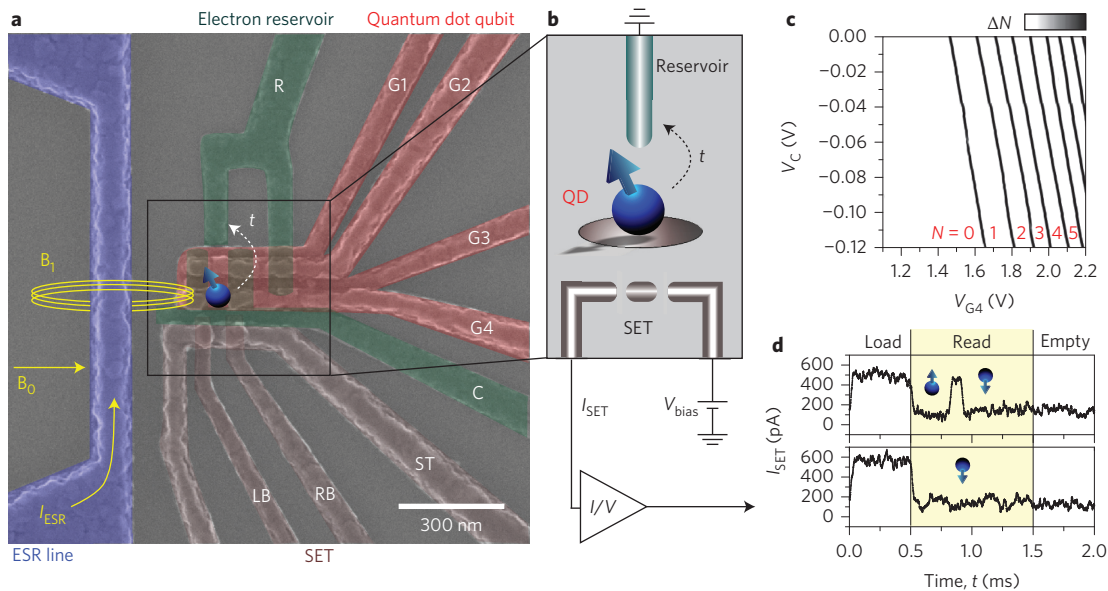 a
Electron reservoir
Quantum dot qubit
R
G1
G2
t
G3
G4
B1
B0
C
ST
LB
RB
IESR
300 nm
ESR line
SET
b
Reservoir
t
QD
SET
ISET
Vbias
I/V
c
ΔN
0.00
−0.02
−0.04
−0.06
−0.08
−0.10
−0.12
VC (V)
N = 0 1 2 3 4 5
1.2 1.4 1.6 1.8 2.0 2.2
VG4 (V)
d
Load Read Empty
600
400
200
0
600
400
200
0
ISET (pA)
0.0 0.5 1.0 1.5 2.0
Time, t (ms)